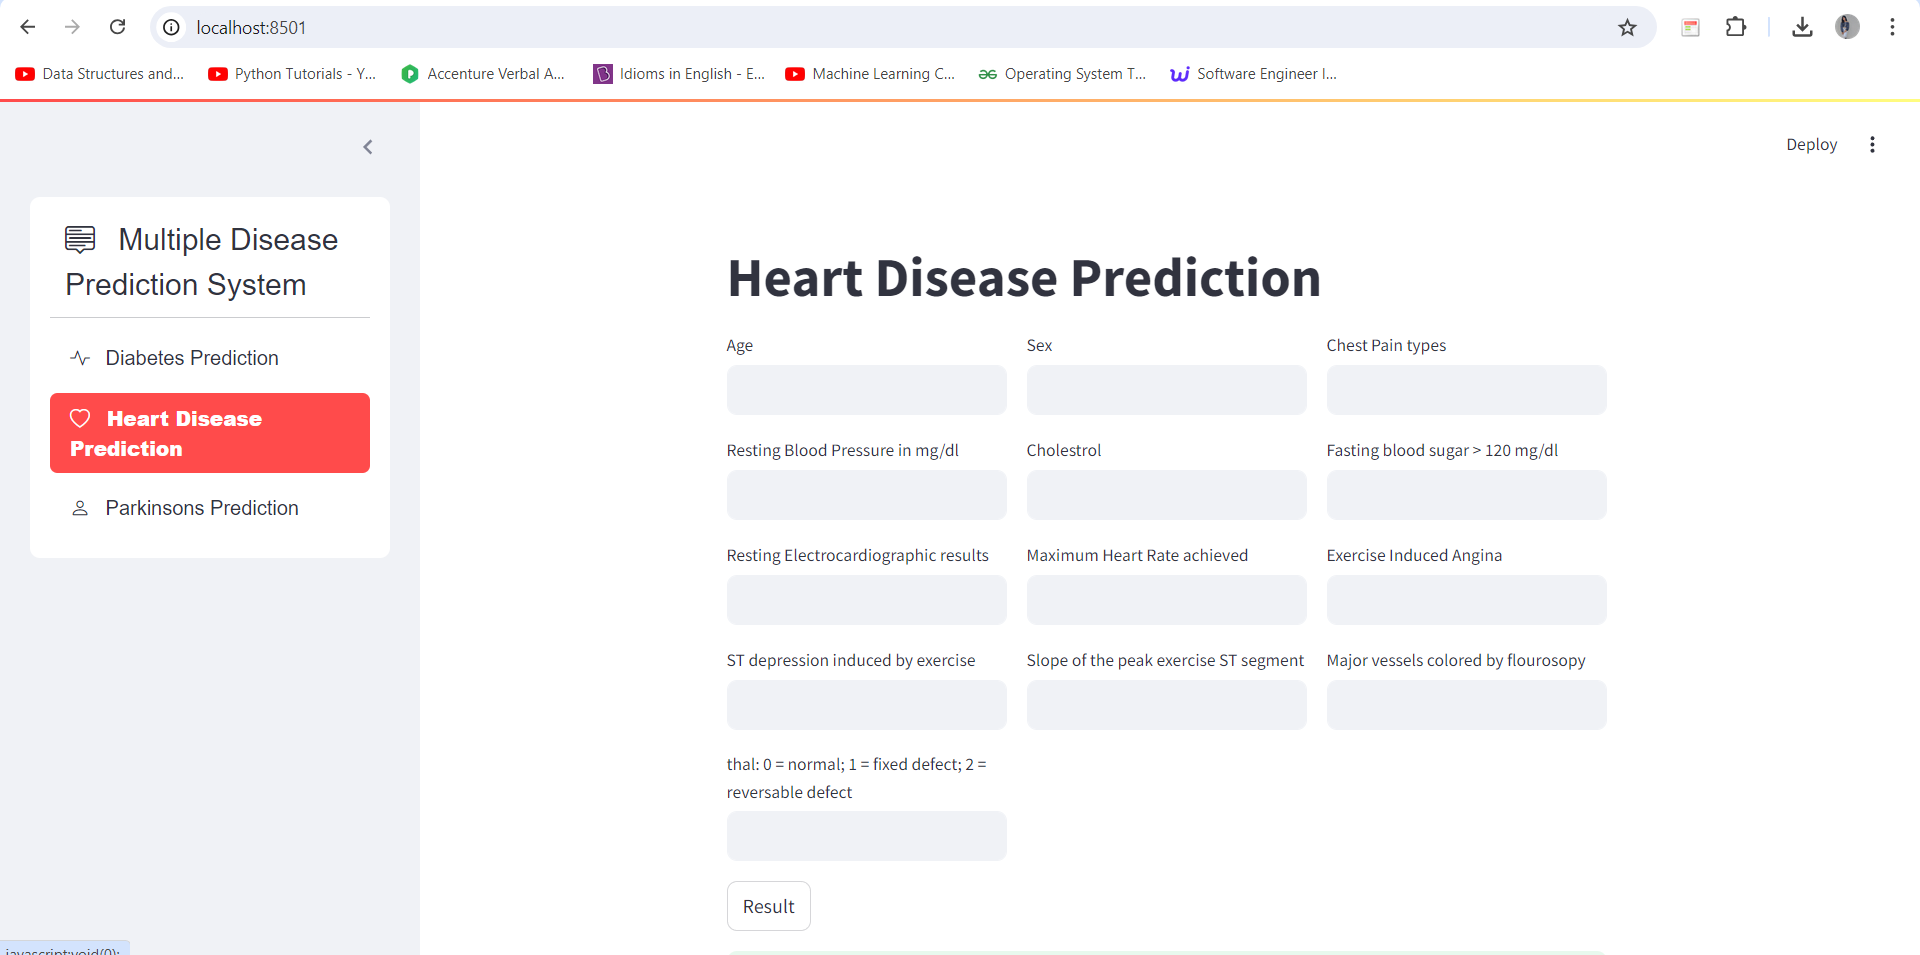 localhost:8501
Data Structures and...
Python Tutorials - Y...
Accenture Verbal A...
Idioms in English - E...
Machine Learning C...
Operating System T...
Software Engineer I...
Deploy
Multiple Disease
Prediction System
Diabetes Prediction
Heart Disease
Prediction
Parkinsons Prediction
Heart Disease Prediction
Age
Sex
Chest Pain types
Resting Blood Pressure in mg/dl
Cholestrol
Fasting blood sugar > 120 mg/dl
Resting Electrocardiographic results
Maximum Heart Rate achieved
Exercise Induced Angina
ST depression induced by exercise
Slope of the peak exercise ST segment
Major vessels colored by flourosopy
thal: 0 = normal; 1 = fixed defect; 2 =
reversable defect
Result
javascript:void(0);